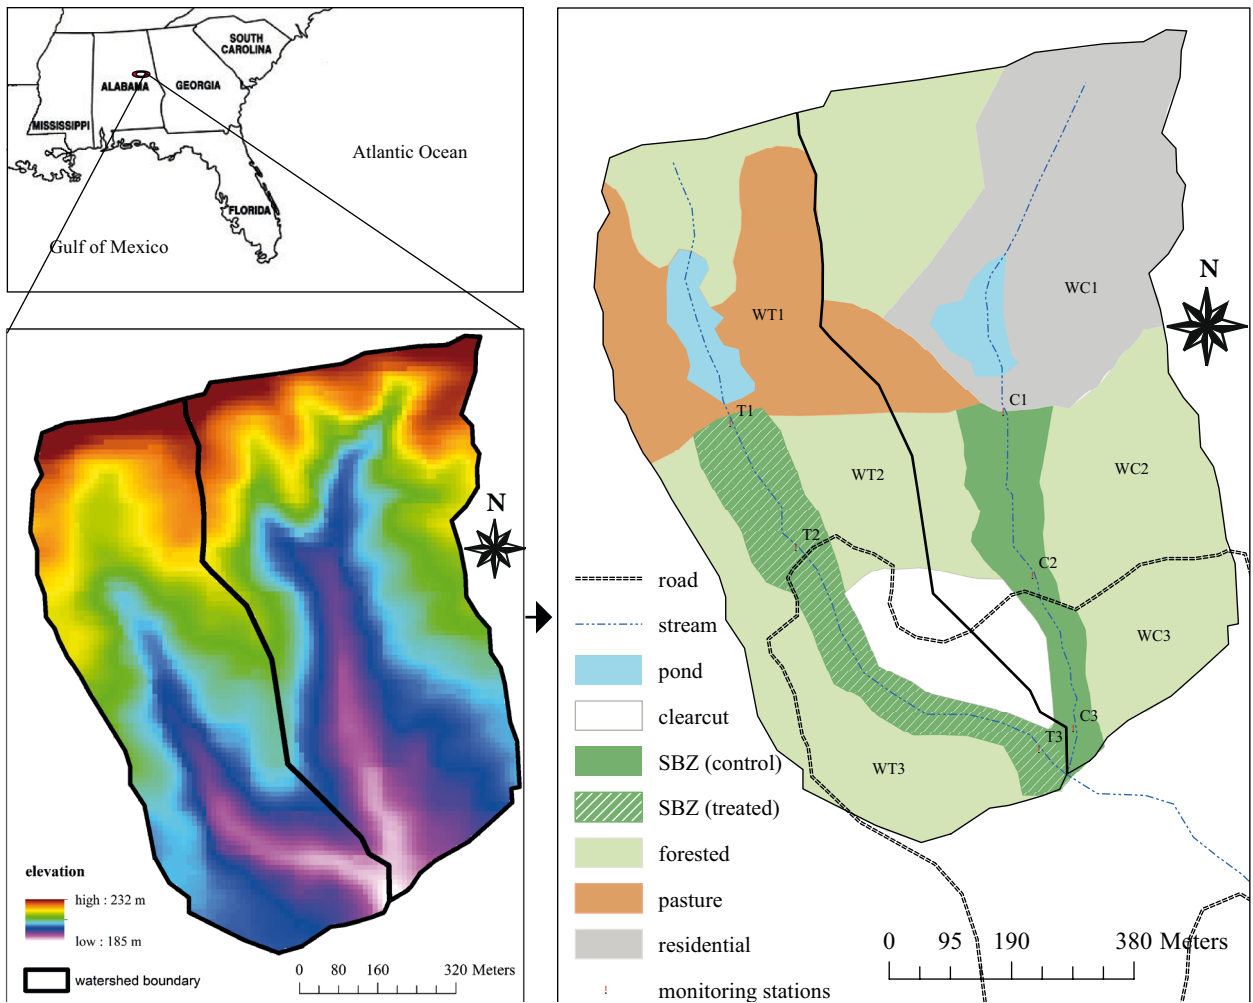 SOUTH
CAROLINA
ALABAMA
GEORGIA
MISSISSIPPI
Atlantic Ocean
FLORIDA
Gulf of Mexico
N
elevation
high : 232 m
low : 185 m
watershed boundary
0 80 160 320 Meters
N
WC1
WT1
T1
C1
WT2
WC2
T2
C2
WC3
C3
T3
WT3
road
stream
pond
clearcut
SBZ (control)
SBZ (treated)
forested
pasture
residential
monitoring stations
0 95 190 380 Meters